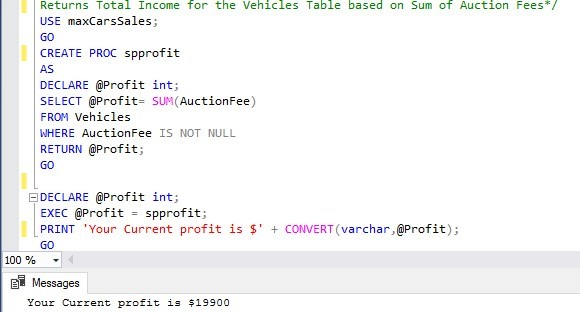 Returns Total Income for the Vehicles Table based on Sum of Auction Fees*/
USE maxCarsSales;
GO
CREATE PROC spprofit
AS
DECLARE @Profit int;
SELECT @Profit= SUM(AuctionFee)
FROM Vehicles
WHERE AuctionFee IS NOT NULL
RETURN @Profit;
GO
DECLARE @Profit int;
EXEC @Profit = spprofit;
PRINT 'Your Current profit is $' + CONVERT(varchar,@Profit);
GO
100 %
Messages
Your Current profit is $19900